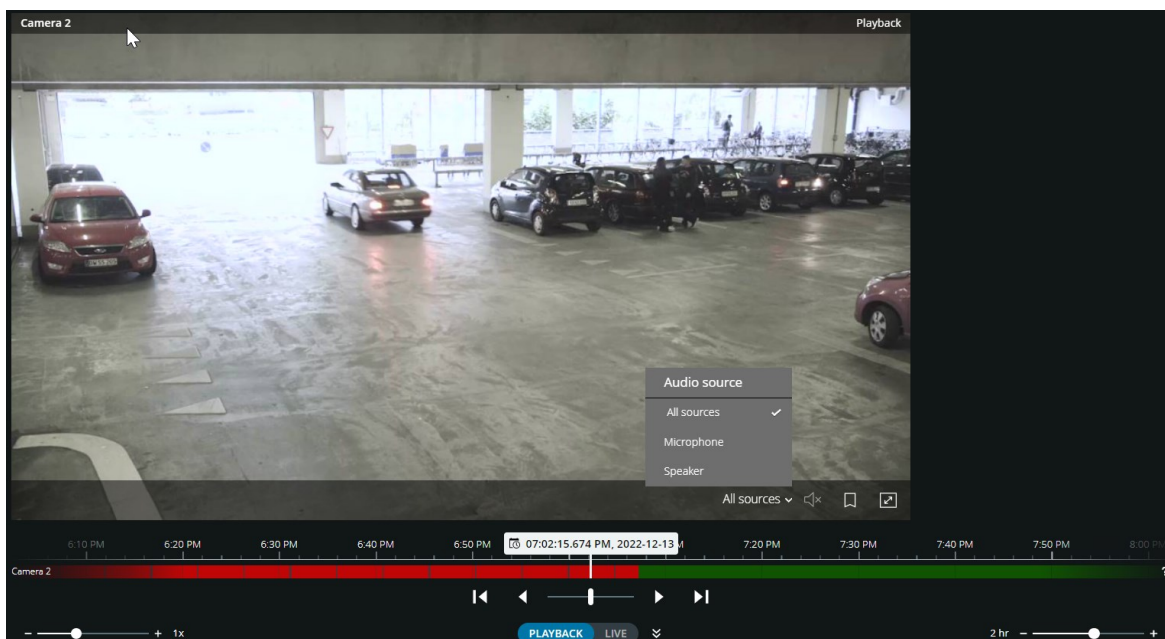 Camera 2 Playback
Audio source
All sources
Microphone
Speaker
All sources
6:10 PM 6:20 PM 6:30 PM 6:40 PM 6:50 PM 07:02:15.674 PM, 2022-12-13 M 7:20 PM 7:30 PM 7:40 PM 7:50 PM 8:00 PM
Camera 2
- + 1x PLAYBACK LIVE 2 hr - +